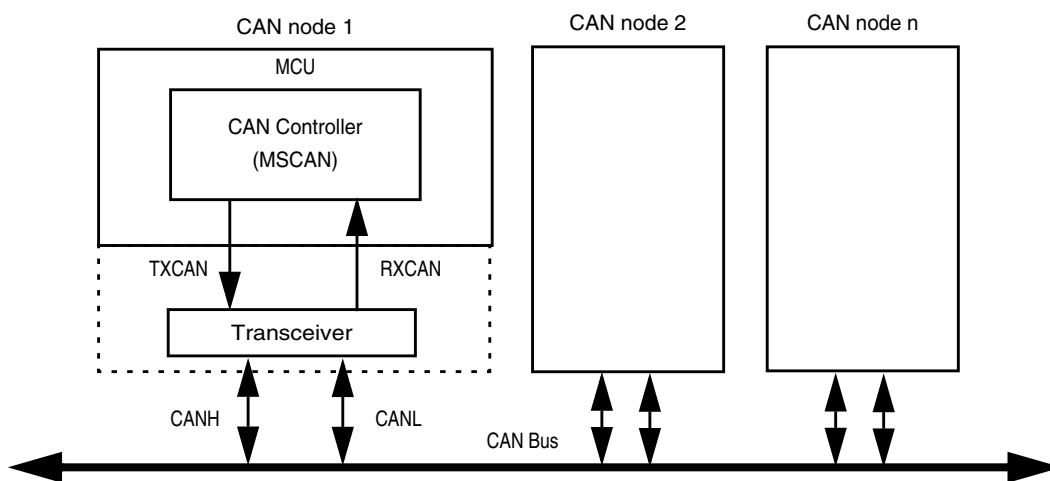 CAN node 1
CAN node 2
CAN node n
MCU
CAN Controller
(MSCAN)
TXCAN
RXCAN
Transceiver
CANH
CANL
CAN Bus